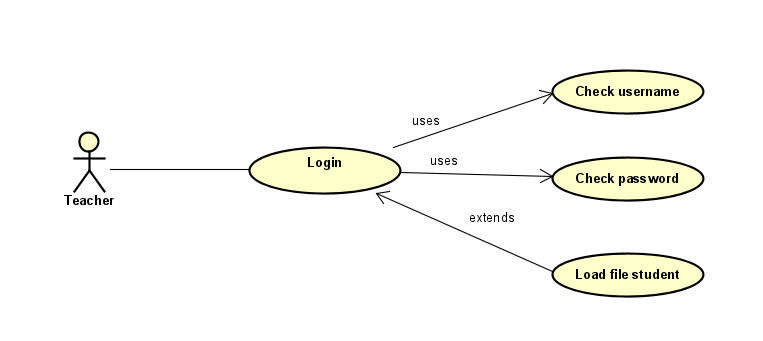 Check username
uses
Login
uses
Check password
Teacher
extends
Load file student